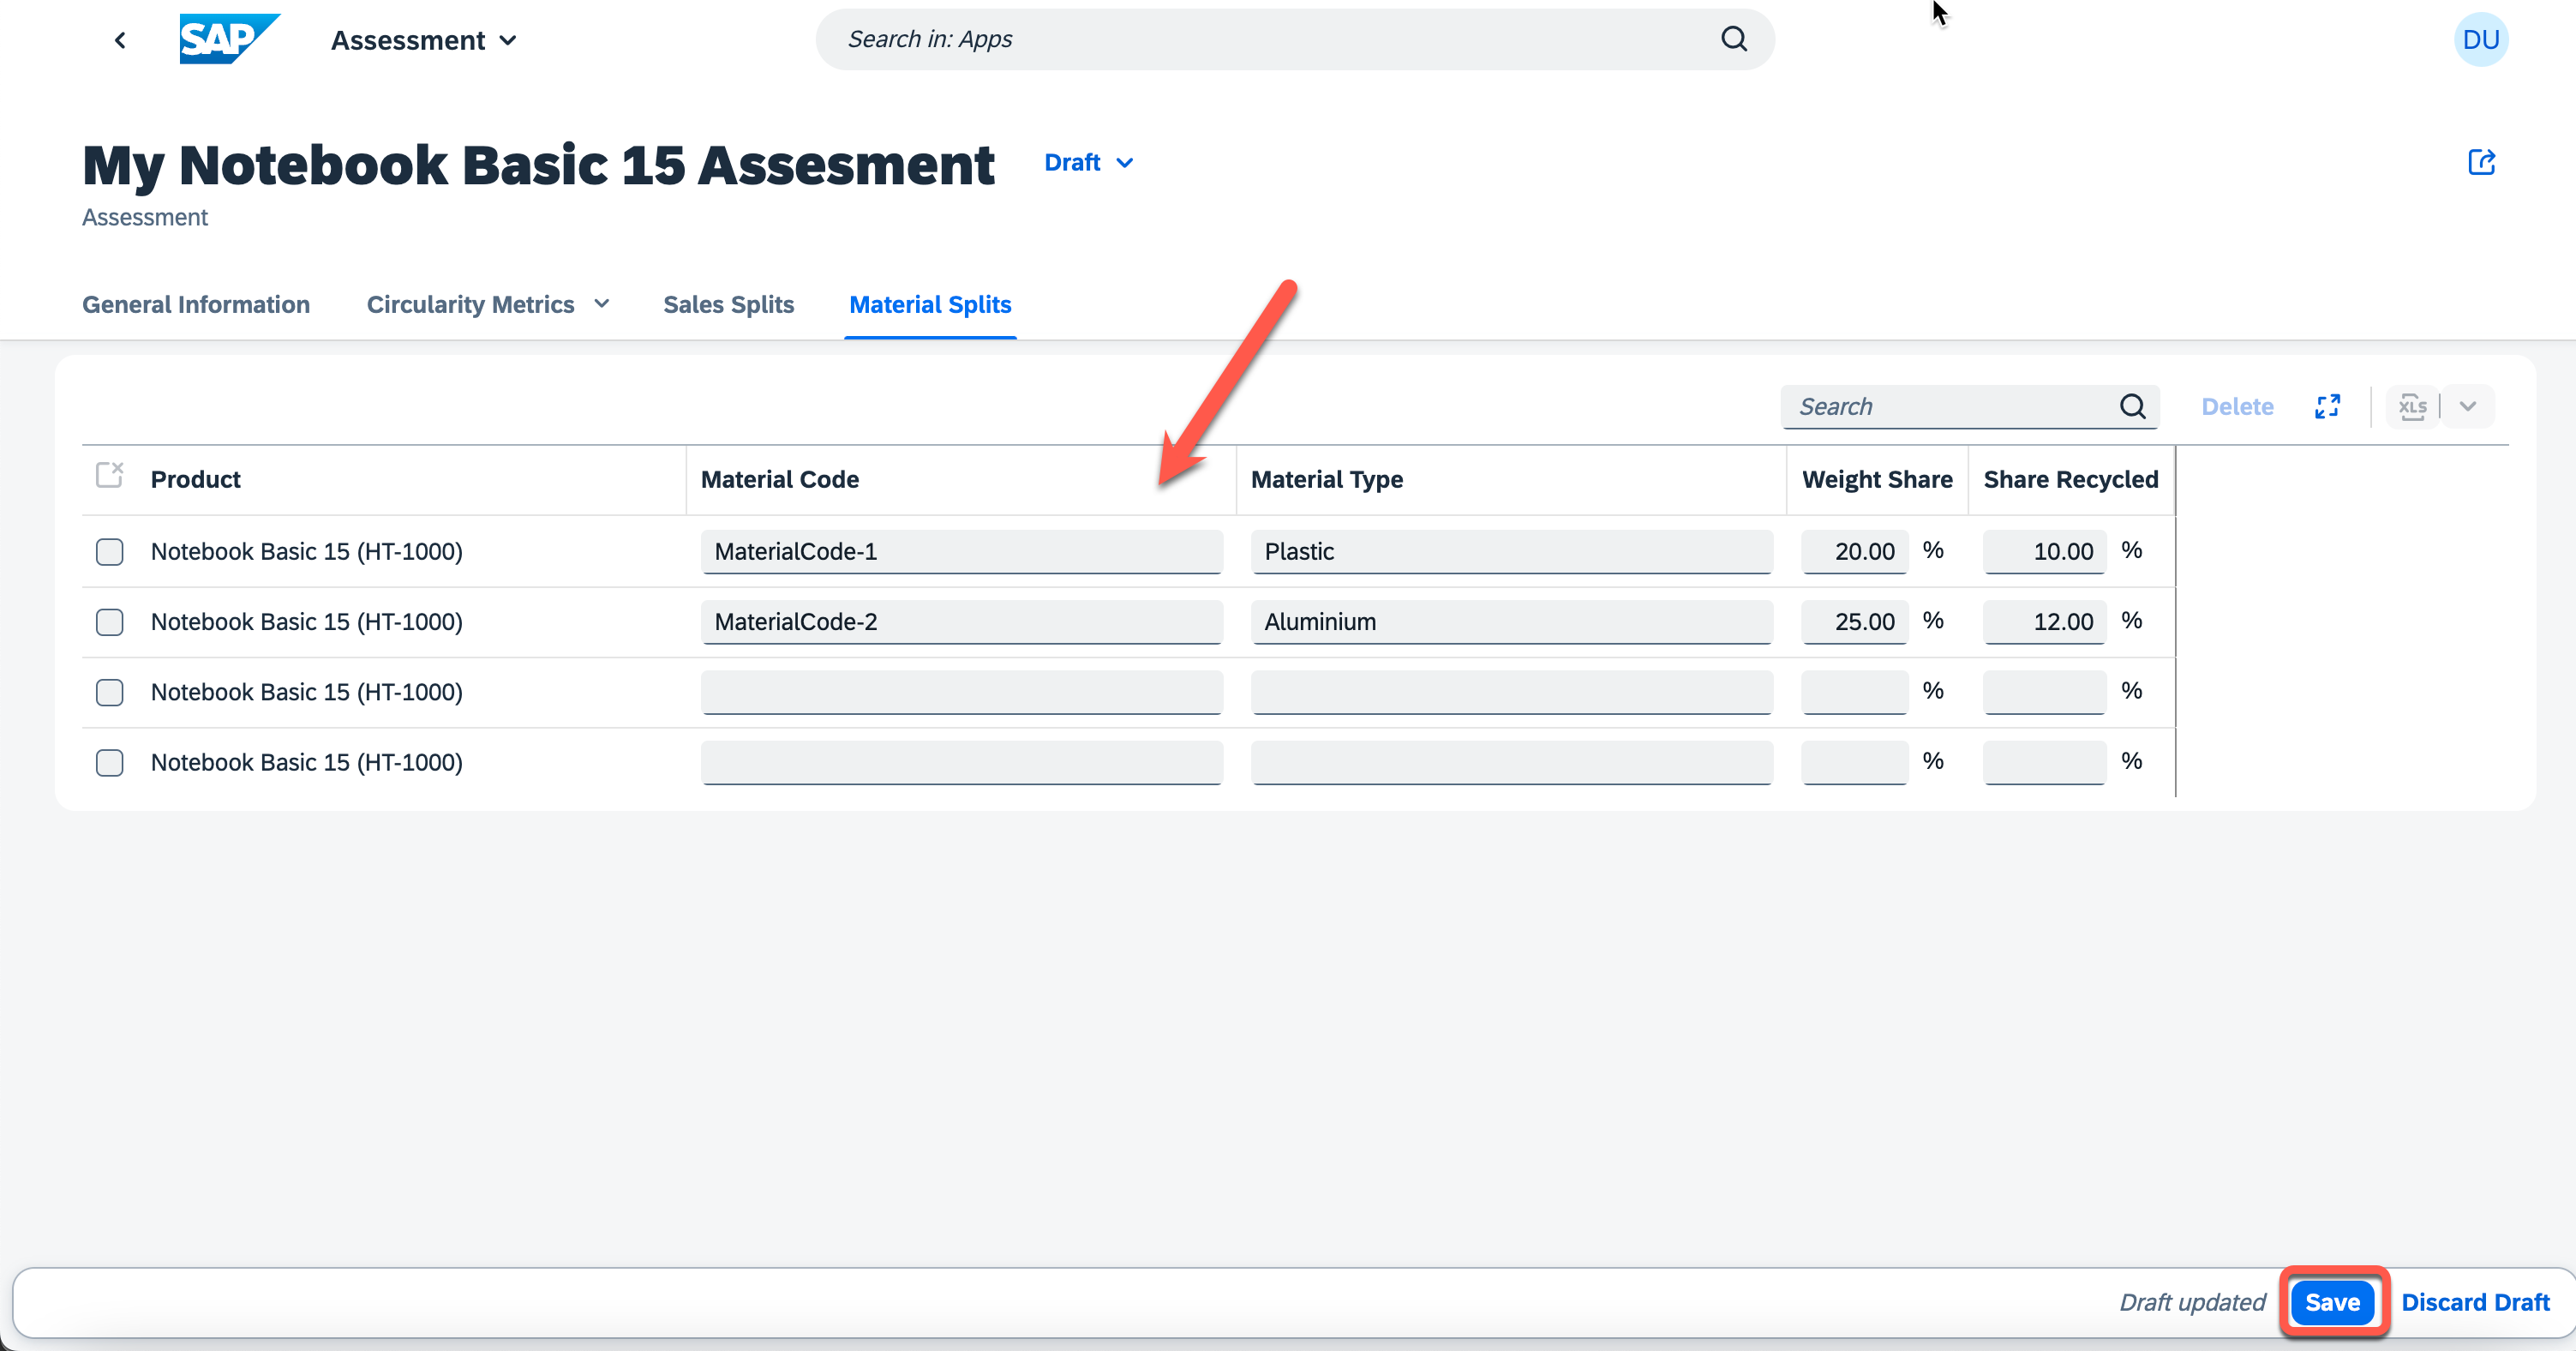 SAP Assessment Search in: Apps DU
My Notebook Basic 15 Assesment Draft
Assessment
General Information Circularity Metrics Sales Splits Material Splits
Search Delete XLS
Product Material Code Material Type Weight Share Share Recycled
Notebook Basic 15 (HT-1000) MaterialCode-1 Plastic 20.00 % 10.00 %
Notebook Basic 15 (HT-1000) MaterialCode-2 Aluminium 25.00 % 12.00 %
Notebook Basic 15 (HT-1000) % %
Notebook Basic 15 (HT-1000) % %
Draft updated Save Discard Draft